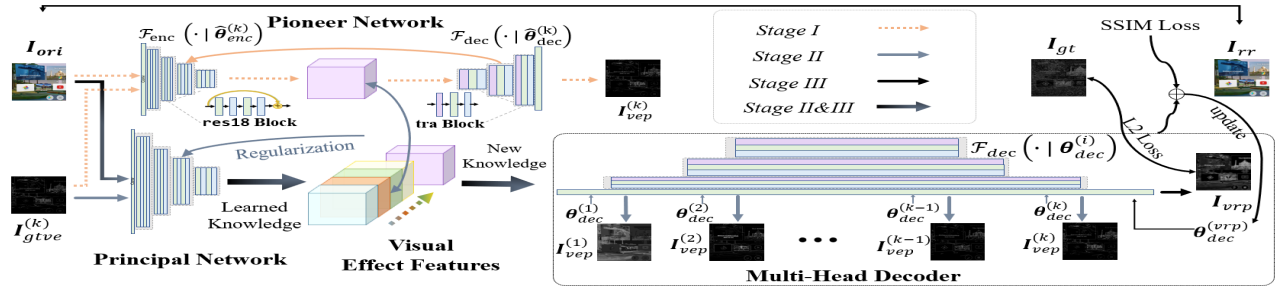 Pioneer Network
I_ori
F_enc (· | θ̂_enc^(k))
F_dec (· | θ̂_dec^(k))
I_vep^(k)
res18 Block
tra Block
Stage I
Stage II
Stage III
Stage II&III
SSIM Loss
I_gt
I_rr
L2 Loss
update
I_vrp
θ_dec^(vrp)
I_gtve^(k)
Regularization
Learned
Knowledge
New
Knowledge
Principal Network
Visual
Effect Features
F_dec (· | θ_dec^(i))
θ_dec^(1)
θ_dec^(2)
θ_dec^(k−1)
θ_dec^(k)
I_vep^(1)
I_vep^(2)
•••
I_vep^(k−1)
I_vep^(k)
Multi-Head Decoder